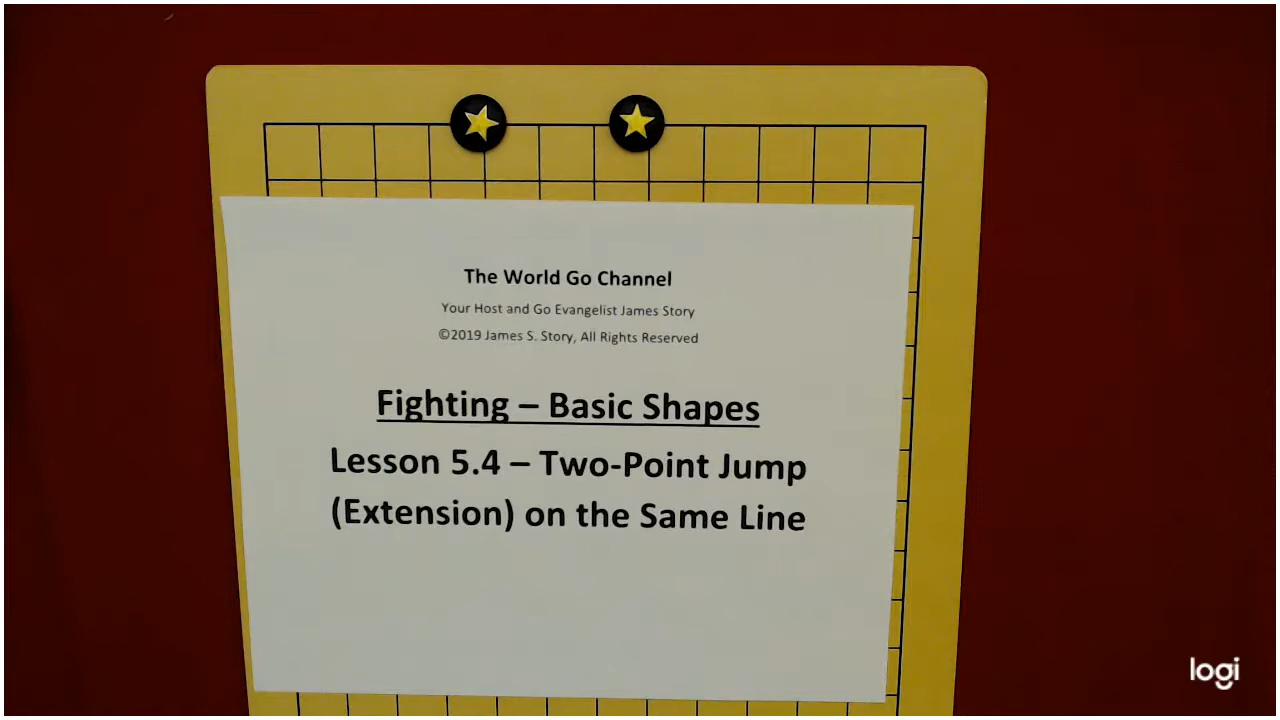 The World Go Channel
Your Host and Go Evangelist James Story
©2019 James S. Story, All Rights Reserved
Fighting – Basic Shapes
Lesson 5.4 – Two-Point Jump
(Extension) on the Same Line
logi